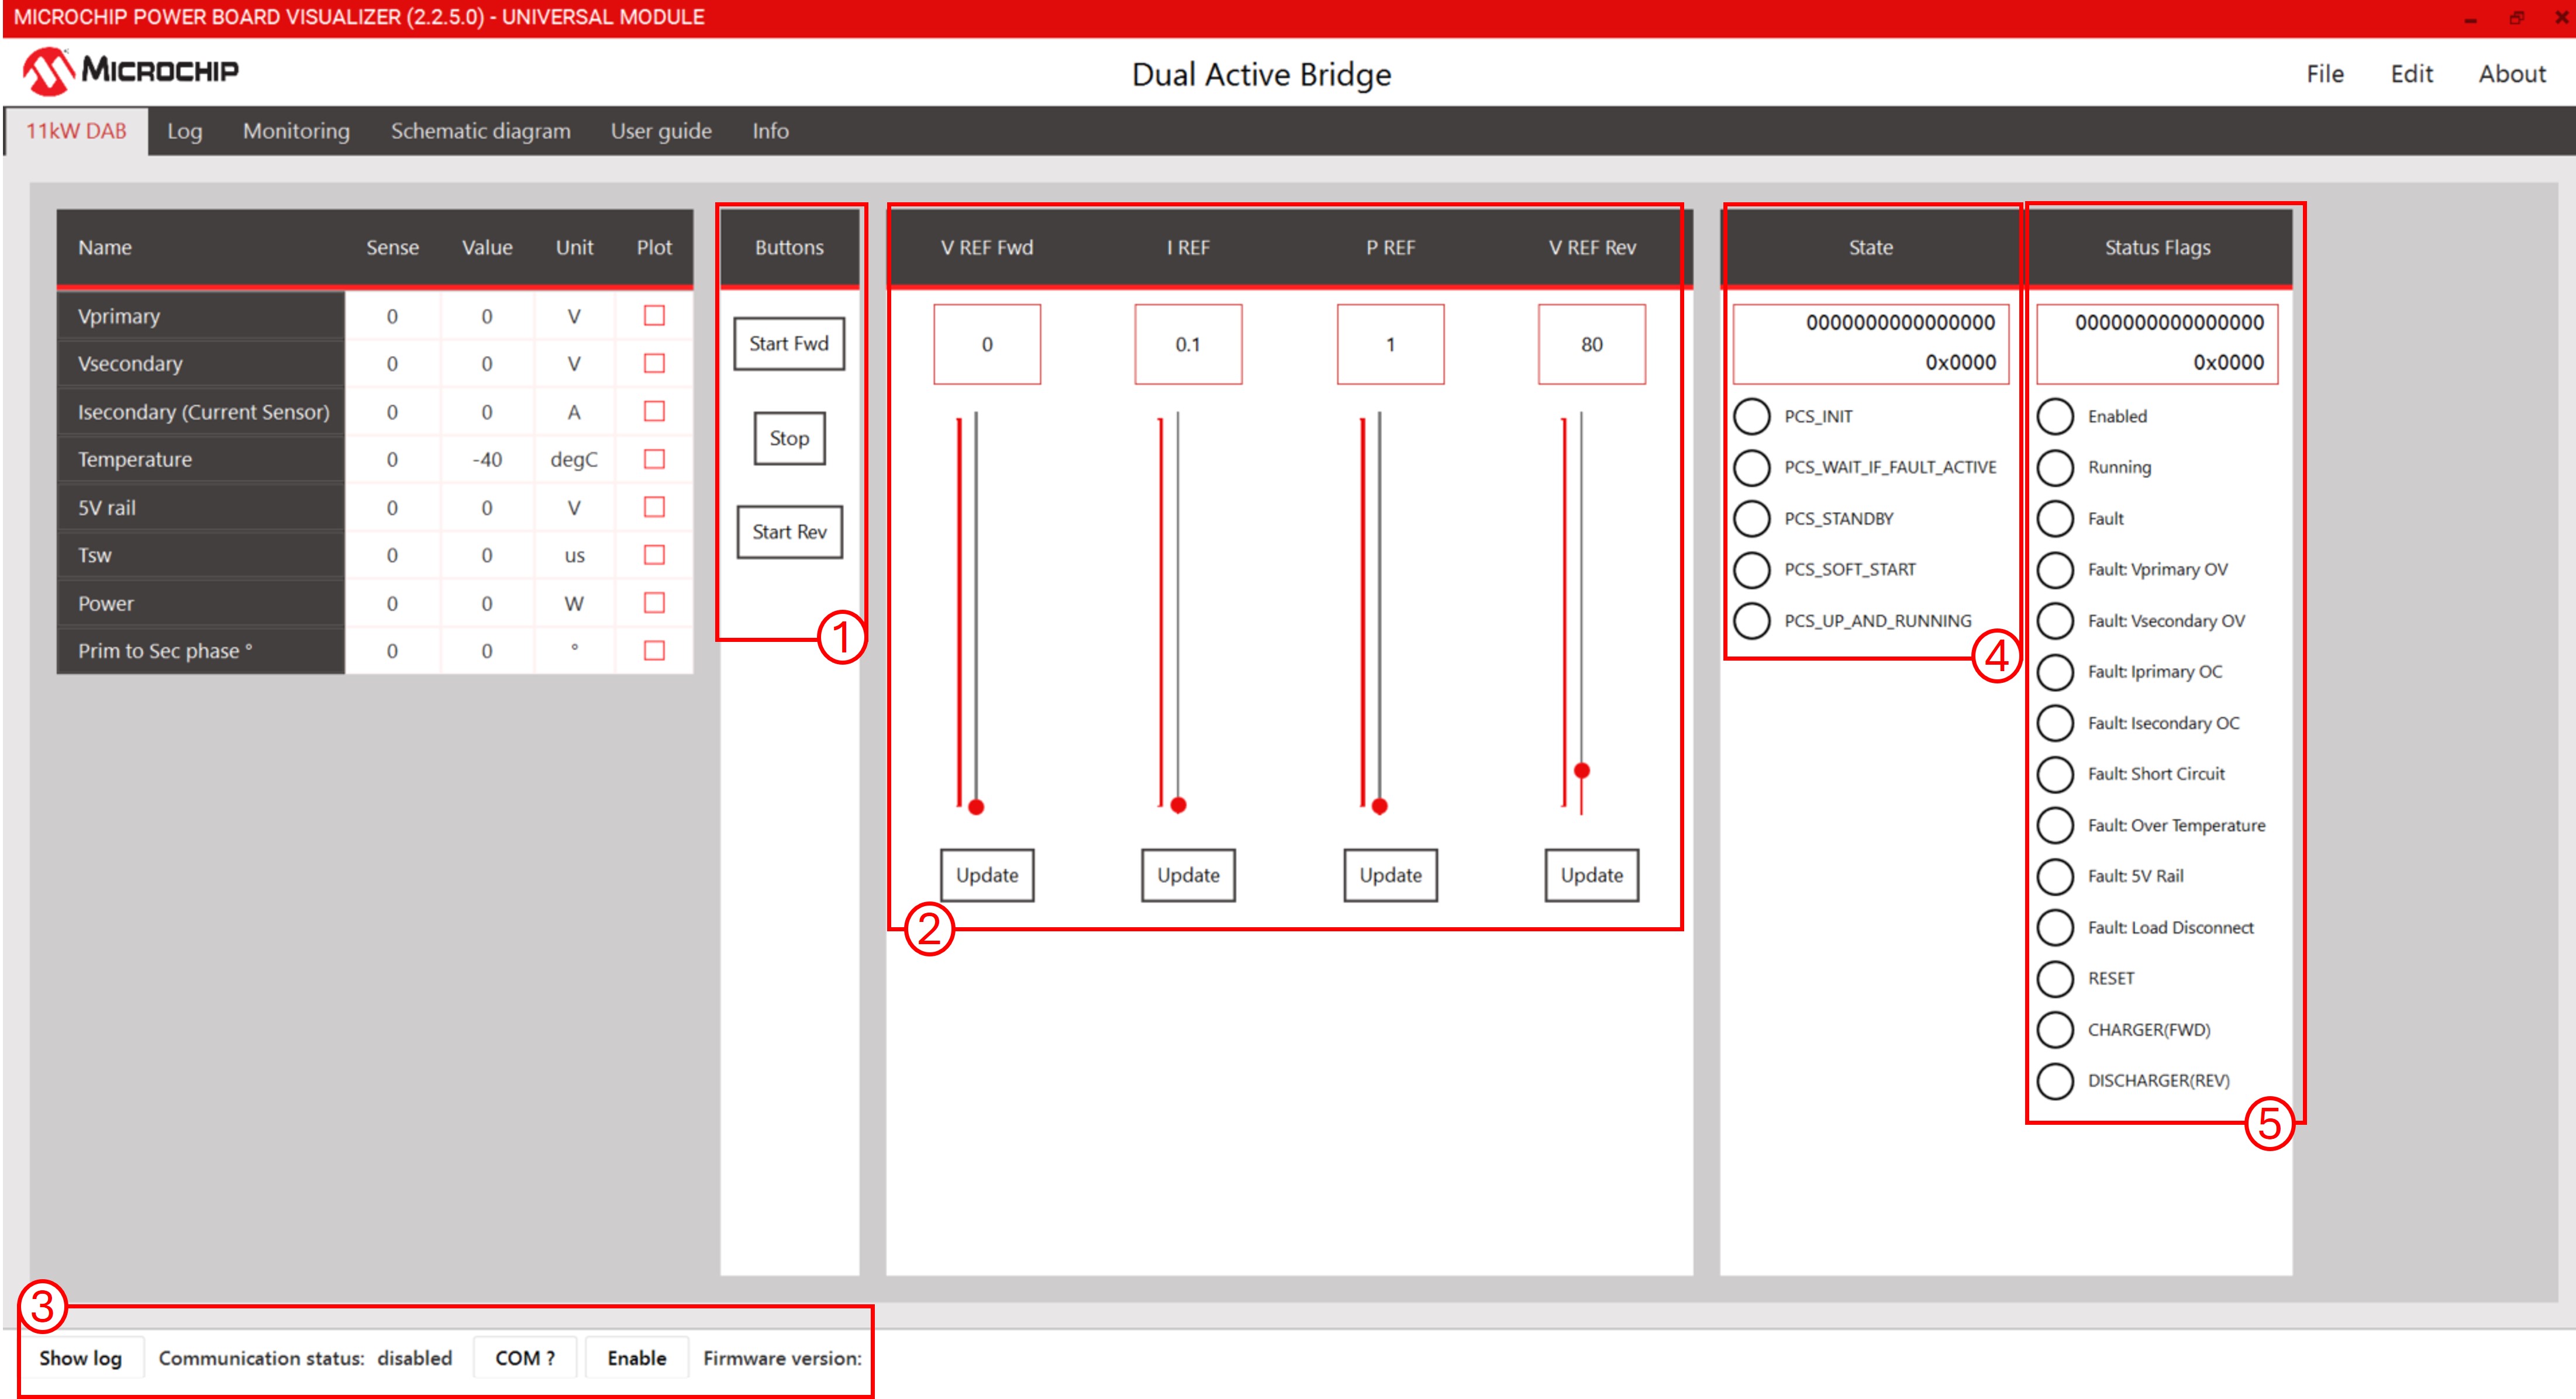 MICROCHIP POWER BOARD VISUALIZER (2.2.5.0) - UNIVERSAL MODULE
MICROCHIP
Dual Active Bridge
File Edit About
11kW DAB Log Monitoring Schematic diagram User guide Info
Name Sense Value Unit Plot
Vprimary 0 0 V
Vsecondary 0 0 V
Isecondary (Current Sensor) 0 0 A
Temperature 0 -40 degC
5V rail 0 0 V
Tsw 0 0 us
Power 0 0 W
Prim to Sec phase ° 0 0 °
Buttons
Start Fwd
Stop
Start Rev
1
V REF Fwd I REF P REF V REF Rev
0 0.1 1 80
Update Update Update Update
2
State
0000000000000000
0x0000
PCS_INIT
PCS_WAIT_IF_FAULT_ACTIVE
PCS_STANDBY
PCS_SOFT_START
PCS_UP_AND_RUNNING
4
Status Flags
0000000000000000
0x0000
Enabled
Running
Fault
Fault: Vprimary OV
Fault: Vsecondary OV
Fault: Iprimary OC
Fault: Isecondary OC
Fault: Short Circuit
Fault: Over Temperature
Fault: 5V Rail
Fault: Load Disconnect
RESET
CHARGER(FWD)
DISCHARGER(REV)
5
3
Show log Communication status: disabled COM ? Enable Firmware version: